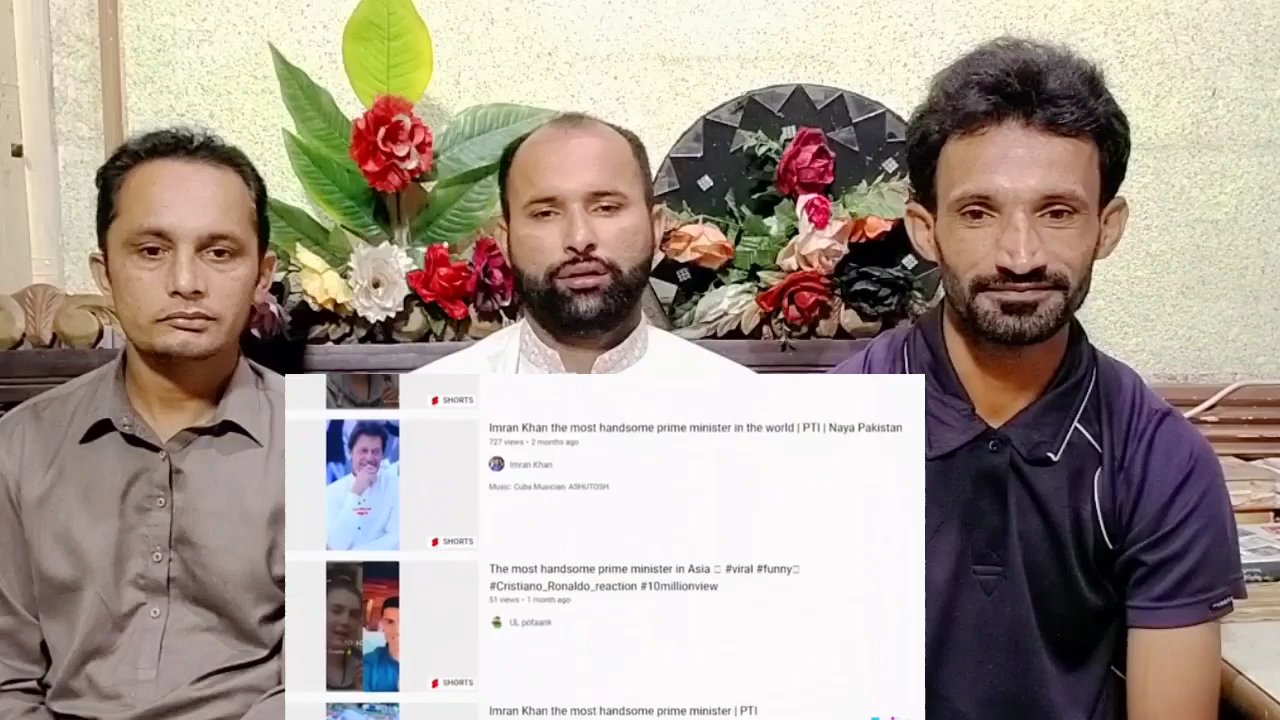 SHORTS
Imran Khan the most handsome prime minister in the world | PTI | Naya Pakistan
727 views • 2 months ago
Imran Khan
Music: Cuba Musician: ASHUTOSH
SHORTS
The most handsome prime minister in Asia #viral #funny
#Cristiano_Ronaldo_reaction #10millionview
51 views • 1 month ago
UL potaank
SHORTS
Imran Khan the most handsome prime minister | PTI